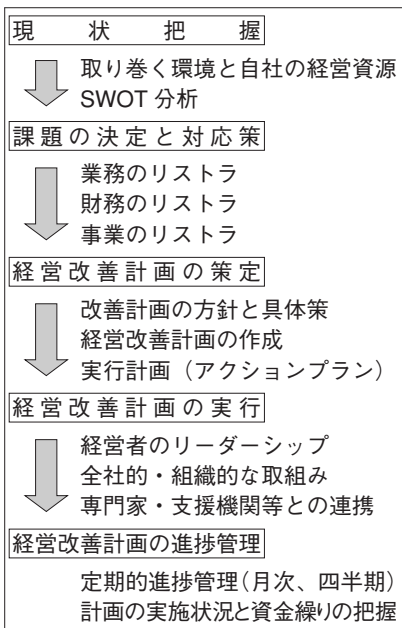 現状把握
取り巻く環境と自社の経営資源
SWOT 分析
課題の決定と対応策
業務のリストラ
財務のリストラ
事業のリストラ
経営改善計画の策定
改善計画の方針と具体策
経営改善計画の作成
実行計画（アクションプラン）
経営改善計画の実行
経営者のリーダーシップ
全社的・組織的な取組み
専門家・支援機関等との連携
経営改善計画の進捗管理
定期的進捗管理（月次、四半期）
計画の実施状況と資金繰りの把握